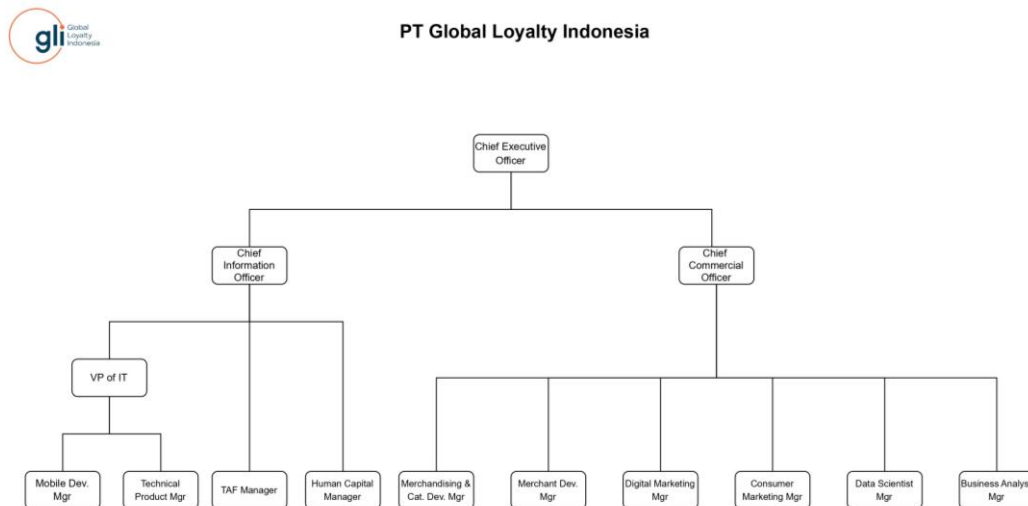 gli
Global
Loyalty
Indonesia
PT Global Loyalty Indonesia
Chief Executive
Officer
Chief
Information
Officer
Chief
Commercial
Officer
VP of IT
Mobile Dev.
Mgr
Technical
Product Mgr
TAF Manager
Human Capital
Manager
Merchandising &
Cat. Dev. Mgr
Merchant Dev.
Mgr
Digital Marketing
Mgr
Consumer
Marketing Mgr
Data Scientist
Mgr
Business Analys
Mgr